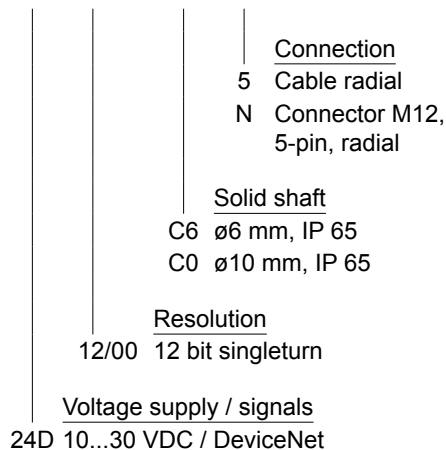 Connection
5 Cable radial
N Connector M12,
5-pin, radial
Solid shaft
C6 ø6 mm, IP 65
C0 ø10 mm, IP 65
Resolution
12/00 12 bit singleturn
Voltage supply / signals
24D 10...30 VDC / DeviceNet